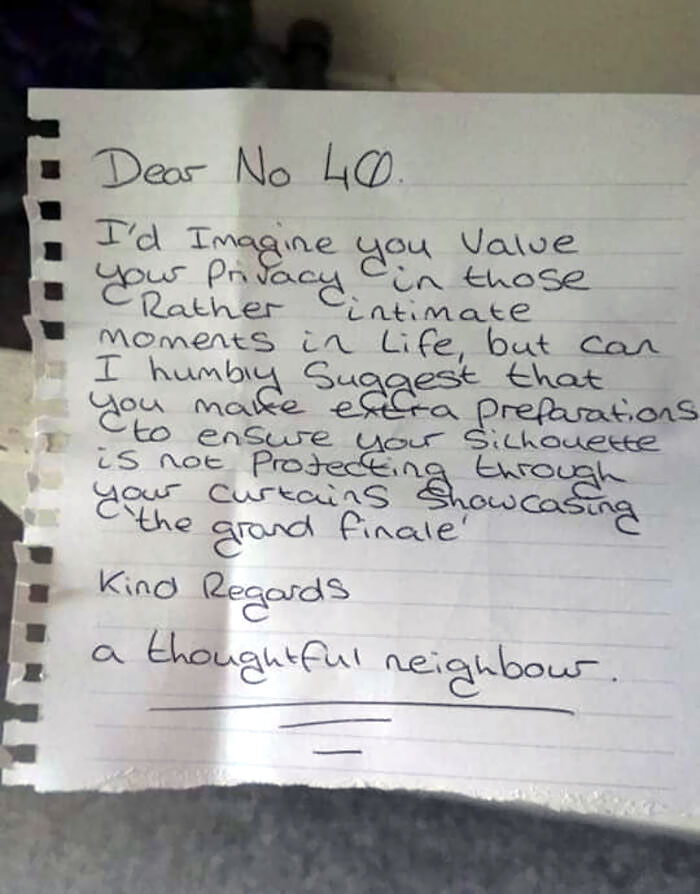 Dear No 40.
I'd Imagine you Value
your Privacy in those
Rather intimate
moments in Life, but can
I humbly Suggest that
you make extra Preparations
to ensure your Silhouette
is not Projecting through
your curtains Showcasing
'the grand finale'
Kind Regards
a thoughtful neighbour.